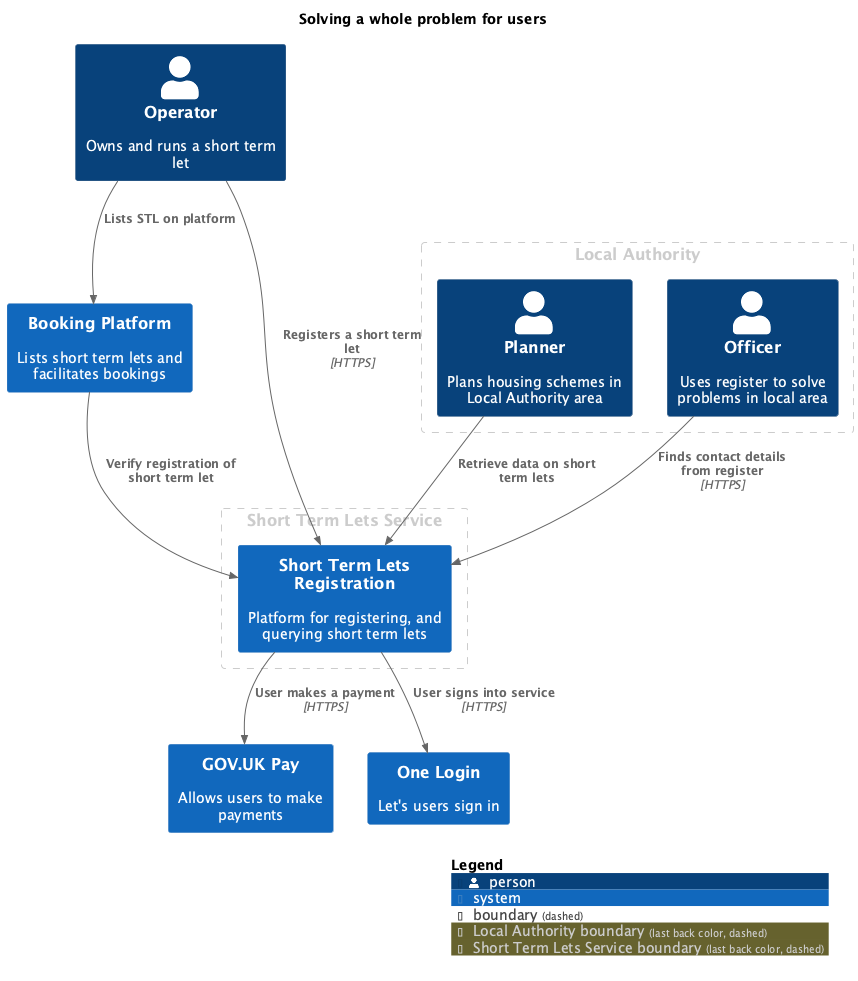 Solving a whole problem for users
Operator
Owns and runs a short term
let
Lists STL on platform
Local Authority
Planner
Plans housing schemes in
Local Authority area
Officer
Uses register to solve
problems in local area
Booking Platform
Lists short term lets and
facilitates bookings
Registers a short term
let
[HTTPS]
Verify registration of
short term let
Retrieve data on short
term lets
Finds contact details
from register
[HTTPS]
Short Term Lets Service
Short Term Lets
Registration
Platform for registering, and
querying short term lets
User makes a payment
[HTTPS]
User signs into service
[HTTPS]
GOV.UK Pay
Allows users to make
payments
One Login
Let's users sign in
Legend
person
system
boundary (dashed)
Local Authority boundary (last back color, dashed)
Short Term Lets Service boundary (last back color, dashed)